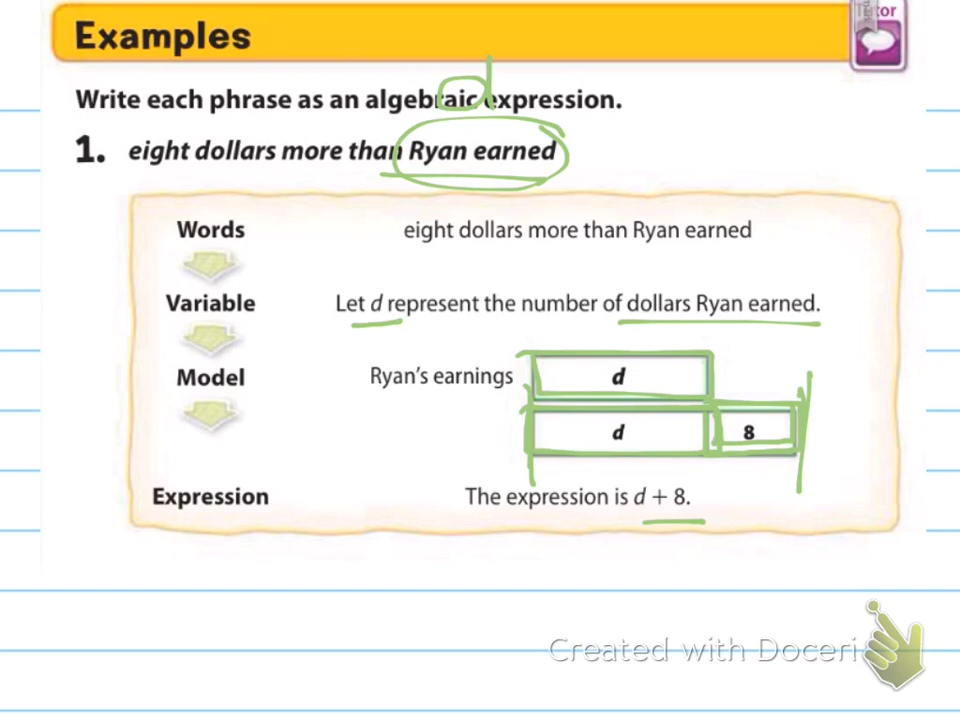 tor
Examples
d
Write each phrase as an algebraic expression.
1. eight dollars more than Ryan earned
Words eight dollars more than Ryan earned
Variable Let d represent the number of dollars Ryan earned.
Model Ryan's earnings d
d 8
Expression The expression is d + 8.
Created with Doceri